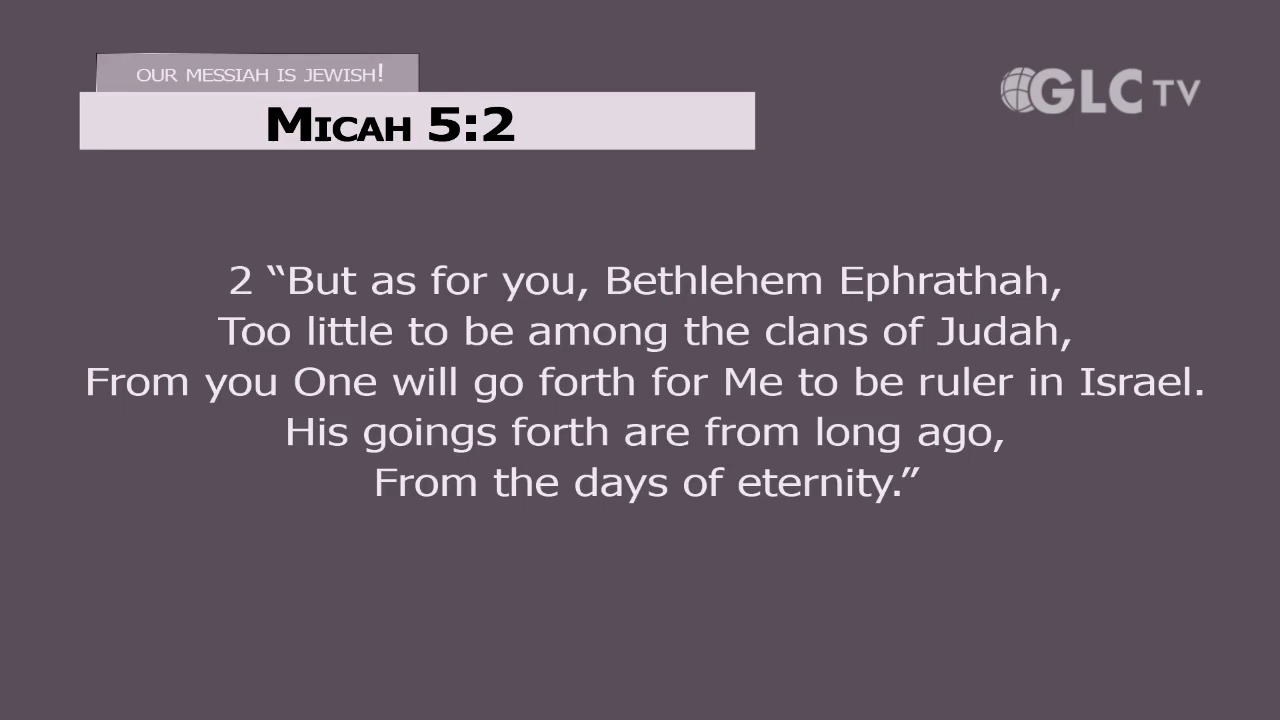 OUR MESSIAH IS JEWISH!
GLC TV
MICAH 5:2
2 “But as for you, Bethlehem Ephrathah,
Too little to be among the clans of Judah,
From you One will go forth for Me to be ruler in Israel.
His goings forth are from long ago,
From the days of eternity.”